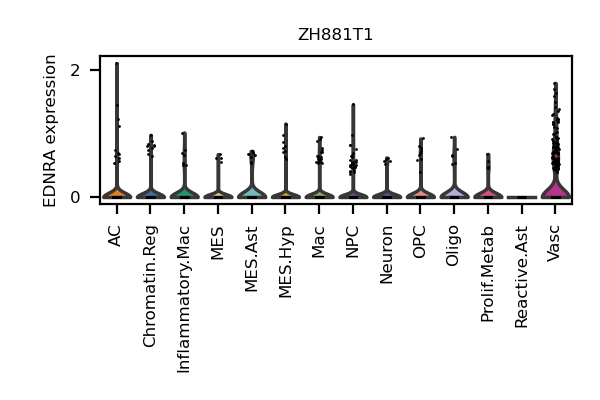 ZH881T1
EDNRA expression
2
0
AC
Chromatin.Reg
Inflammatory.Mac
MES
MES.Ast
MES.Hyp
Mac
NPC
Neuron
OPC
Oligo
Prolif.Metab
Reactive.Ast
Vasc